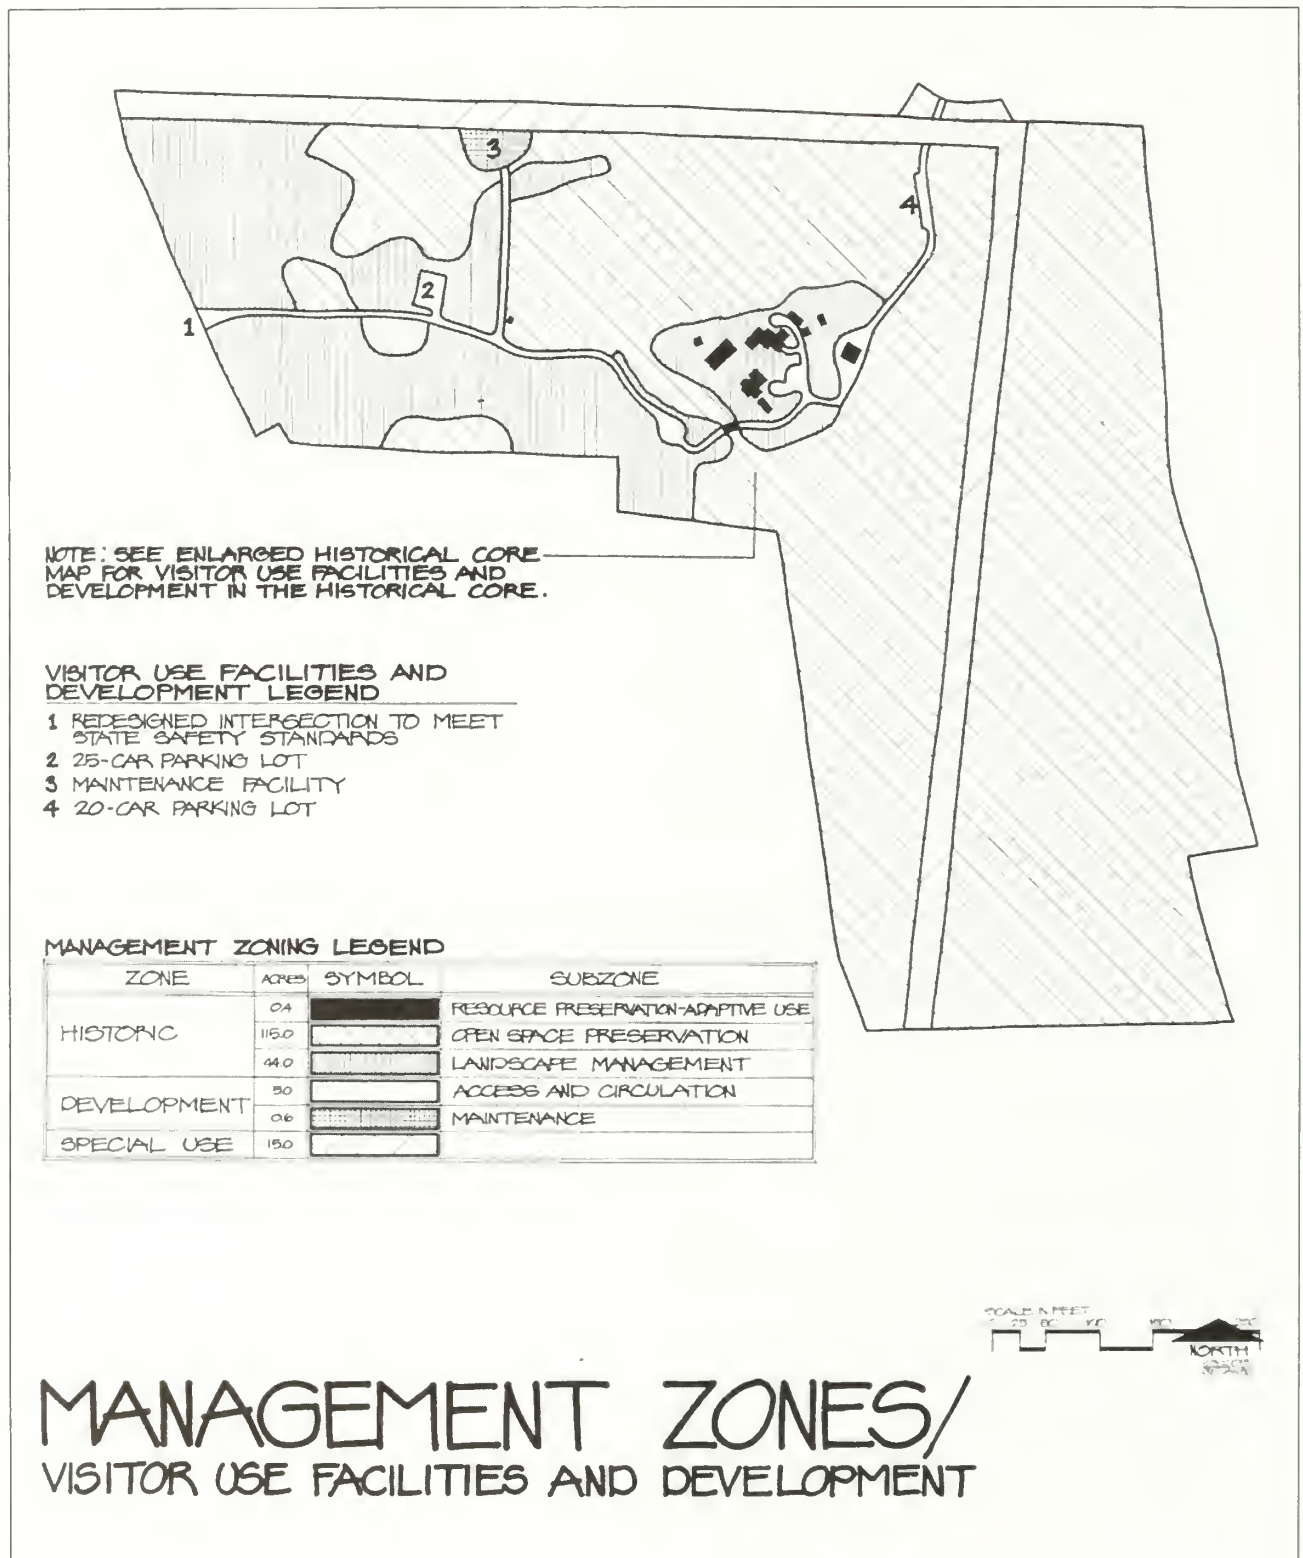 3
4
2
1
NOTE: SEE ENLARGED HISTORICAL CORE
MAP FOR VISITOR USE FACILITIES AND
DEVELOPMENT IN THE HISTORICAL CORE.
VISITOR USE FACILITIES AND
DEVELOPMENT LEGEND
1 REDESIGNED INTERSECTION TO MEET
STATE SAFETY STANDARDS
2 25-CAR PARKING LOT
3 MAINTENANCE FACILITY
4 20-CAR PARKING LOT
MANAGEMENT ZONING LEGEND
ZONE ACRES SYMBOL SUBZONE
HISTORIC
0.4 RESOURCE PRESERVATION-ADAPTIVE USE
115.0 OPEN SPACE PRESERVATION
44.0 LANDSCAPE MANAGEMENT
DEVELOPMENT
5.0 ACCESS AND CIRCULATION
0.6 MAINTENANCE
SPECIAL USE 15.0
SCALE IN FEET
25 50 100
NORTH
MANAGEMENT ZONES/
VISITOR USE FACILITIES AND DEVELOPMENT